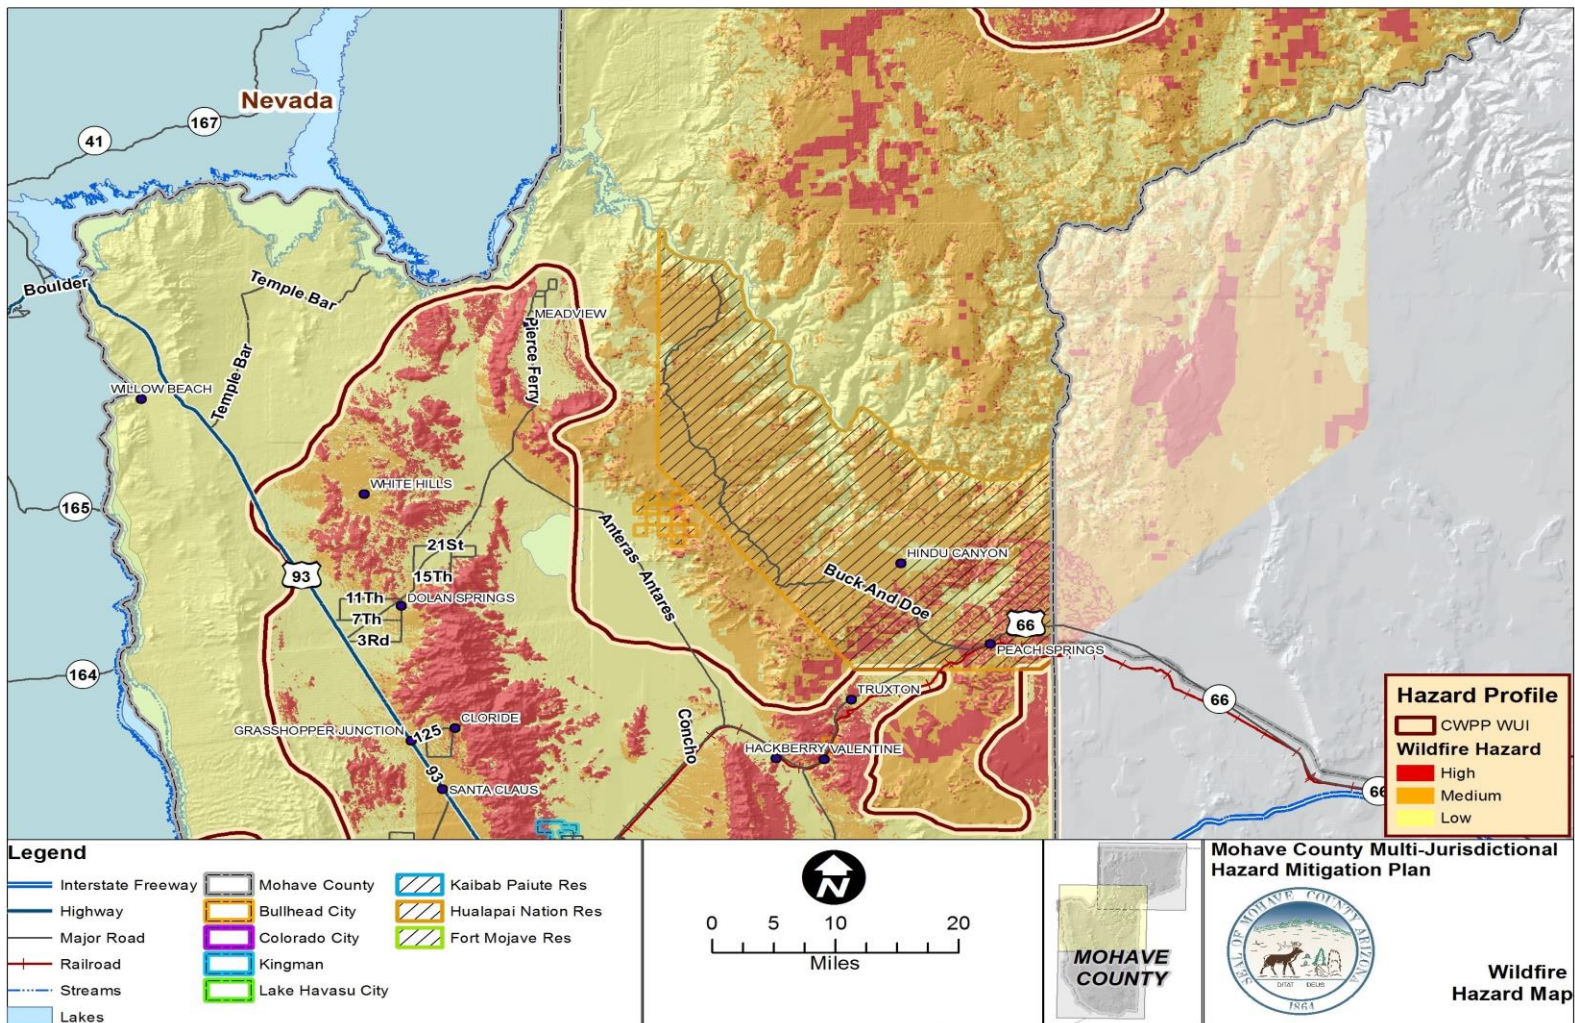 Nevada
167
41
Boulder
Temple Bar
MEADVIEW
Pierce Ferry
Temple Bar
WILLOW BEACH
WHITE HILLS
165
Anteras
Antares
21St
HINDU CANYON
93
15Th
Buck And Doe
11Th
DOLAN SPRINGS
7Th
66
3Rd
PEACH SPRINGS
164
TRUXTON
66
CLORIDE
GRASSHOPPER JUNCTION
125
Concho
HACKBERRY
VALENTINE
93
SANTA CLAUS
66
Hazard Profile
CWPP WUI
Wildfire Hazard
High
Medium
Low
Legend
Interstate Freeway
Highway
Major Road
Railroad
Streams
Lakes
Mohave County
Bullhead City
Colorado City
Kingman
Lake Havasu City
Kaibab Paiute Res
Hualapai Nation Res
Fort Mojave Res
N
0 5 10 20
Miles
MOHAVE
COUNTY
Mohave County Multi-Jurisdictional
Hazard Mitigation Plan
SEAL OF MOHAVE COUNTY ARIZONA
DITAT DEUS
1864
Wildfire
Hazard Map